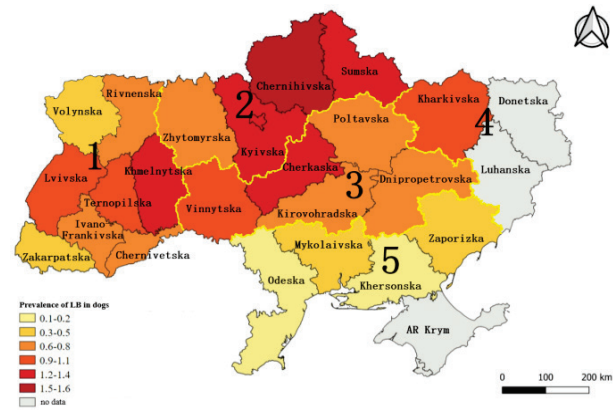 Chernihivska
Sumska
Rivnenska
Volynska
Kharkivska
Donetska
2
Zhytomyrska
Poltavska
4
Kyivska
1
Lvivska
Khmelnytska
Cherkaska
Luhanska
3
Dnipropetrovska
Ternopilska
Vinnytska
Kirovohradska
Ivano-
Frankivska
Zakarpatska
Chernivetska
Mykolaivska
Zaporizka
5
Odeska
Khersonska
AR Krym
Prevalence of LB in dogs
0.1-0.2
0.3-0.5
0.6-0.8
0.9-1.1
1.2-1.4
1.5-1.6
no data
0 100 200 km